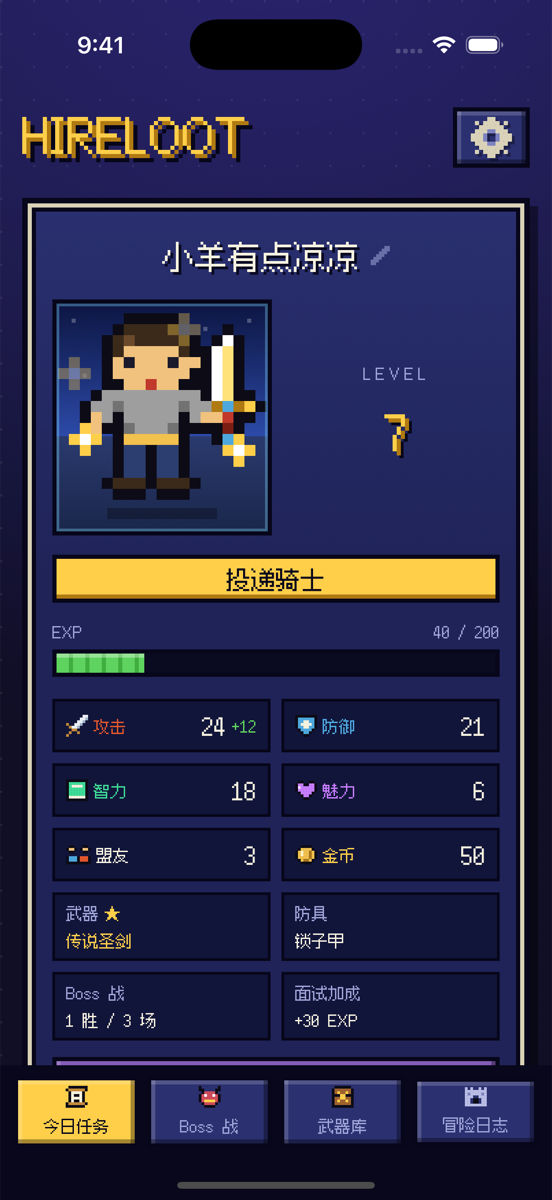 9:41
HIRELOOT
小羊有点凉凉
LEVEL
7
投递骑士
EXP 40 / 200
攻击 24 +12
防御 21
智力 18
魅力 6
盟友 3
金币 50
武器
传说圣剑
防具
锁子甲
Boss 战
1 胜 / 3 场
面试加成
+30 EXP
今日任务
Boss 战
武器库
冒险日志